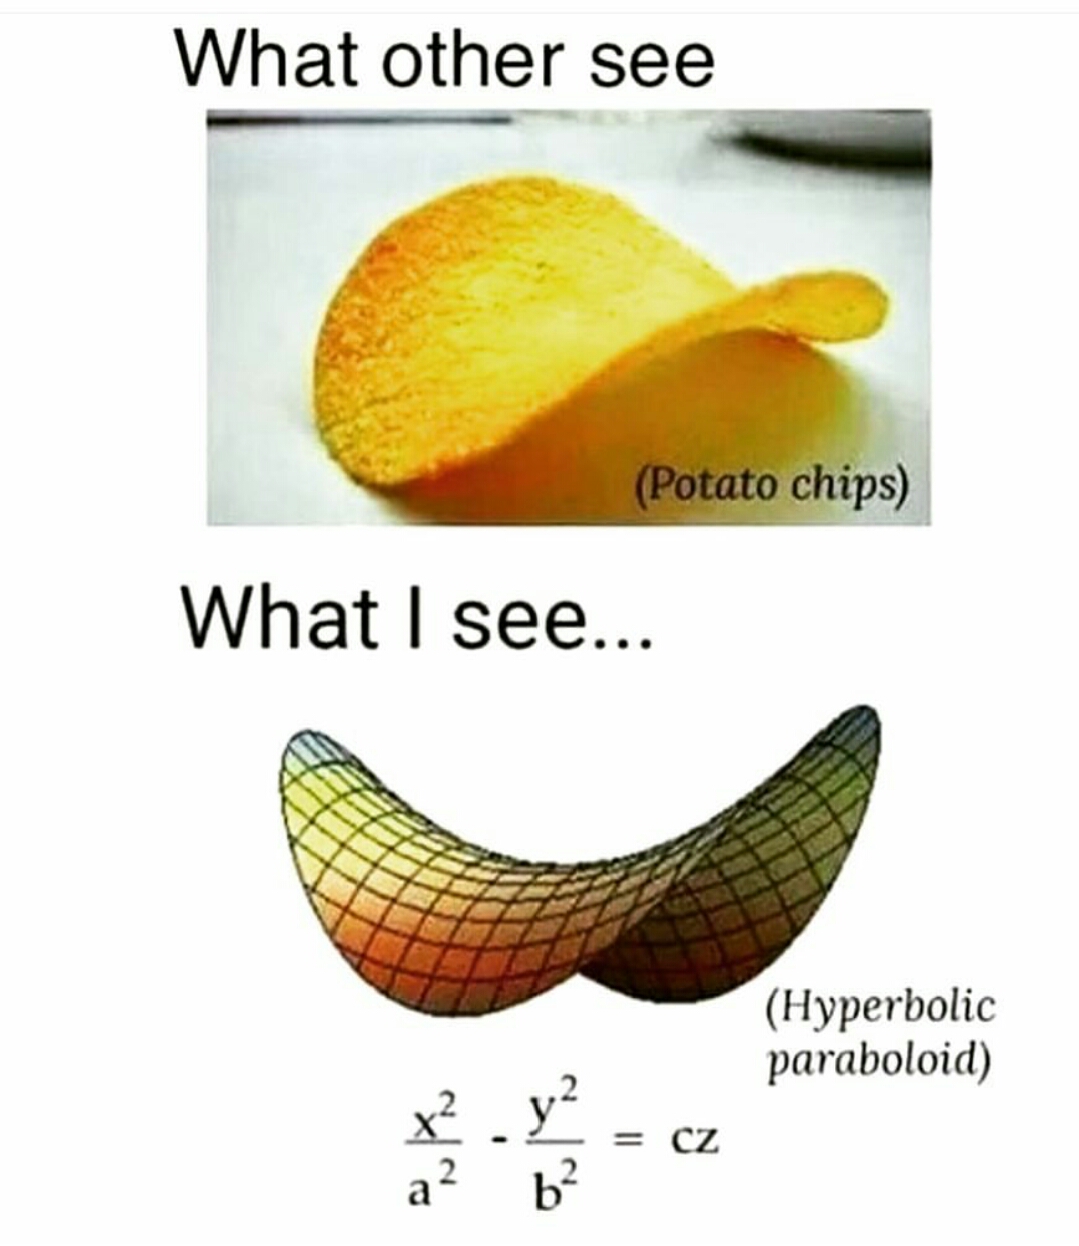 What other see
(Potato chips)
What I see...
(Hyperbolic
paraboloid)
x²/a² - y²/b² = cz